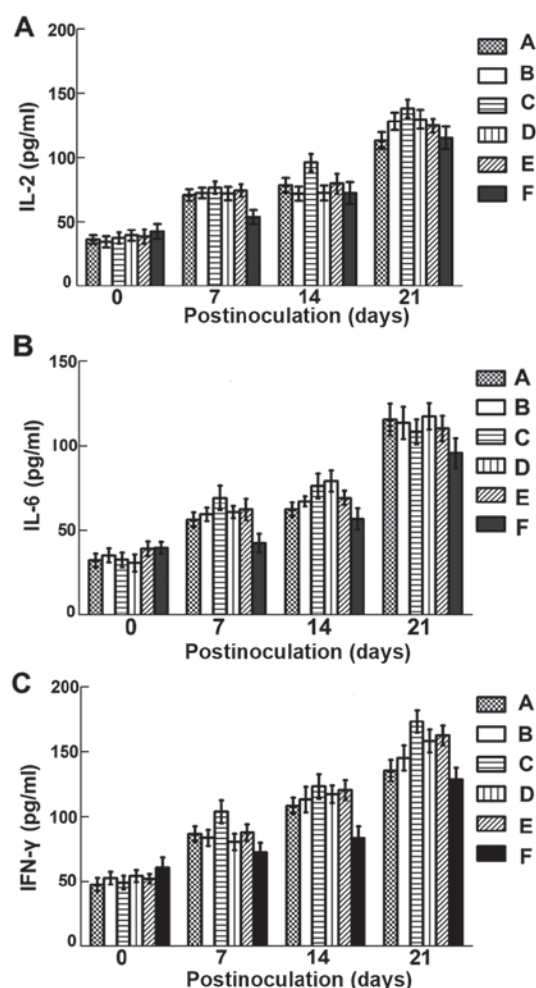 A
200
150
100
50
0
IL-2 (pg/ml)
0 7 14 21
Postinoculation (days)
A
B
C
D
E
F
B
150
100
50
0
IL-6 (pg/ml)
0 7 14 21
Postinoculation (days)
A
B
C
D
E
F
C
200
150
100
50
0
IFN-γ (pg/ml)
0 7 14 21
Postinoculation (days)
A
B
C
D
E
F